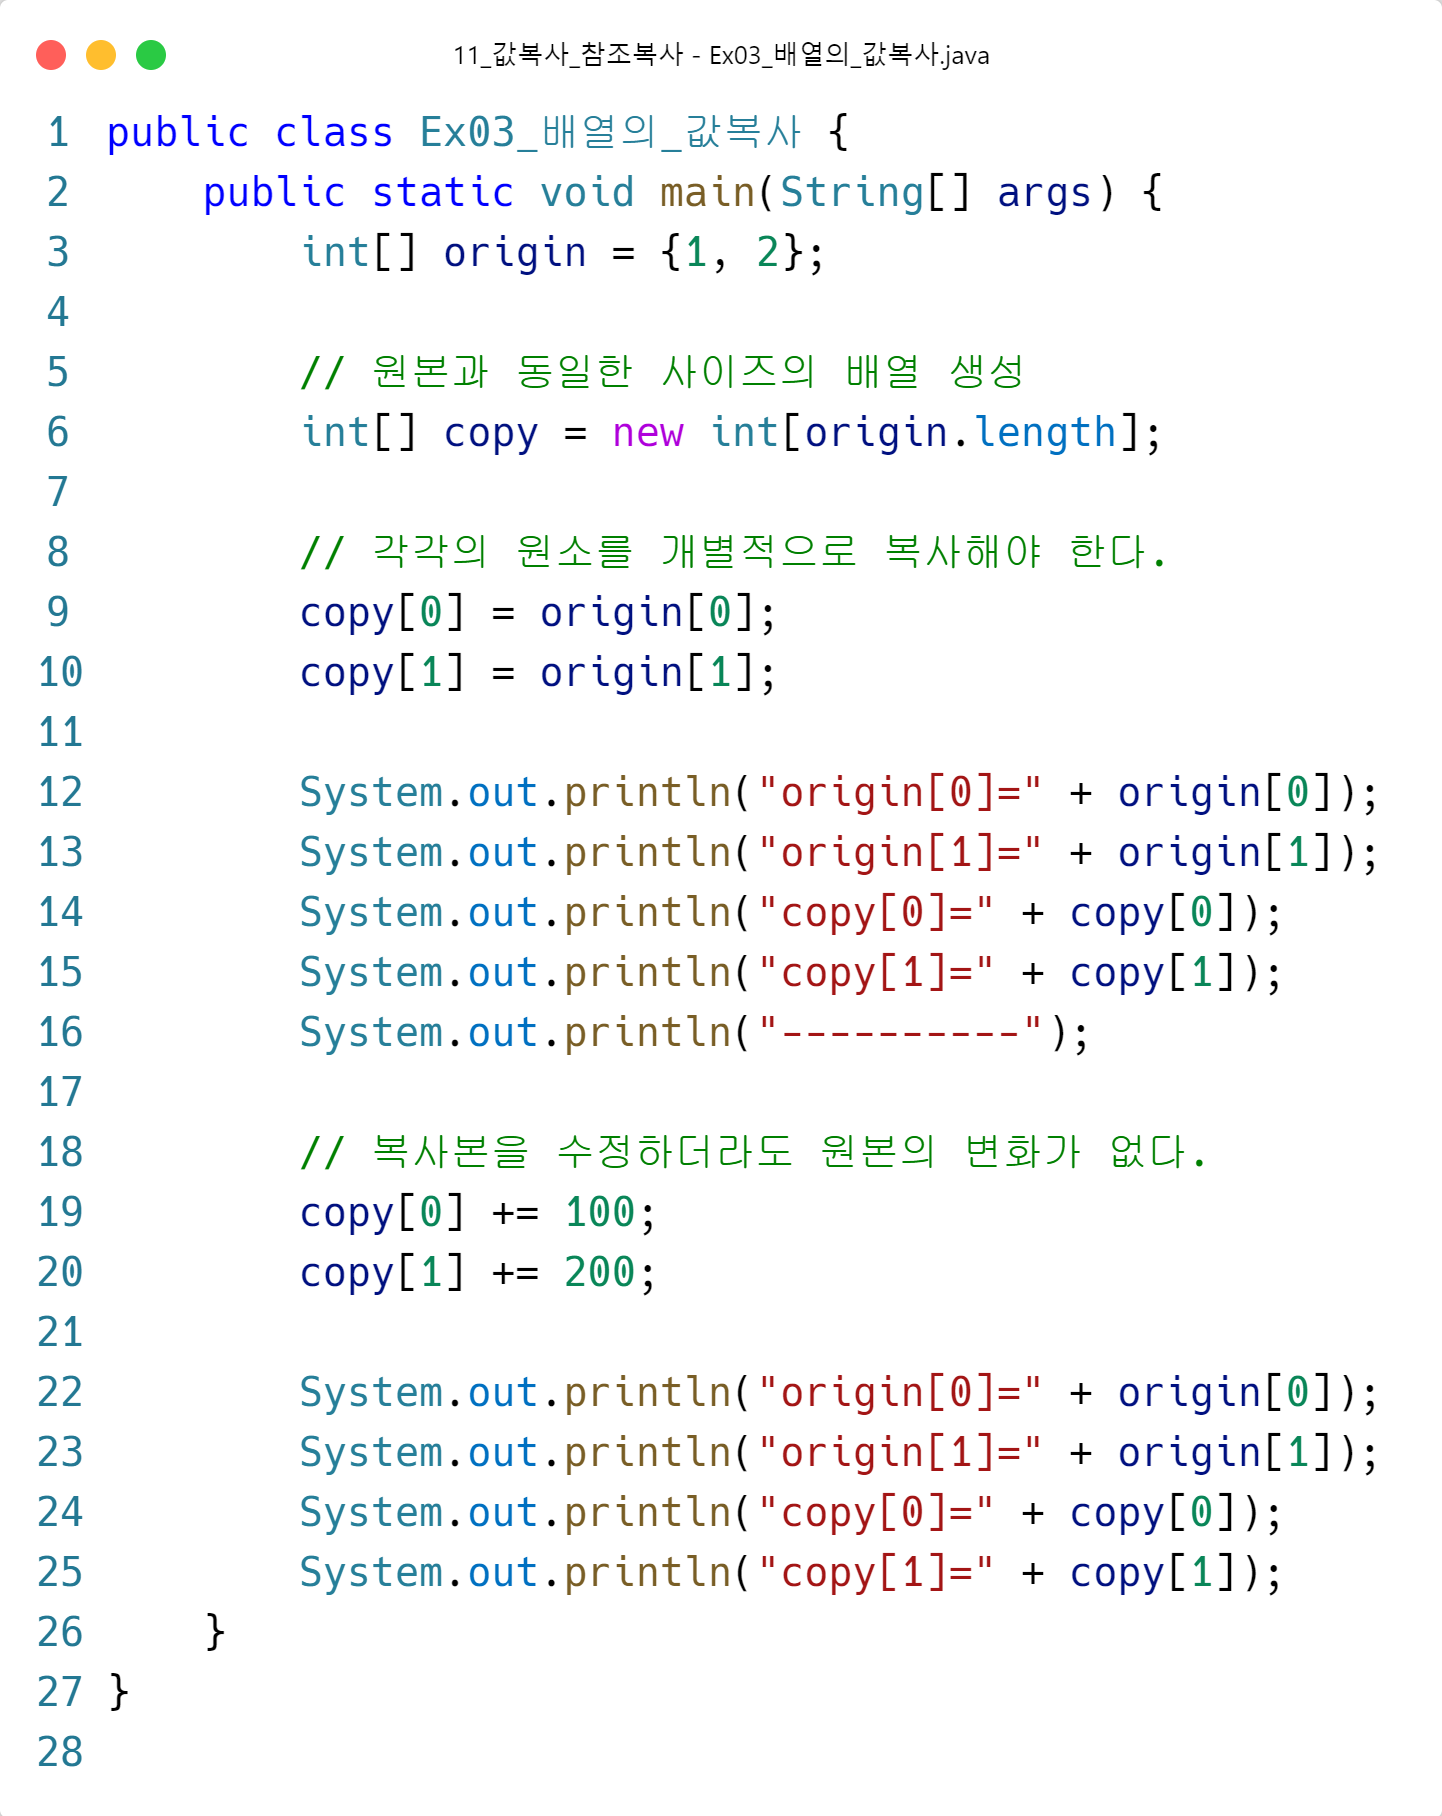 11_값복사_참조복사 - Ex03_배열의_값복사.java
1 public class Ex03_배열의_값복사 {
2     public static void main(String[] args) {
3         int[] origin = {1, 2};
4
5         // 원본과 동일한 사이즈의 배열 생성
6         int[] copy = new int[origin.length];
7
8         // 각각의 원소를 개별적으로 복사해야 한다.
9         copy[0] = origin[0];
10         copy[1] = origin[1];
11
12         System.out.println("origin[0]=" + origin[0]);
13         System.out.println("origin[1]=" + origin[1]);
14         System.out.println("copy[0]=" + copy[0]);
15         System.out.println("copy[1]=" + copy[1]);
16         System.out.println("----------");
17
18         // 복사본을 수정하더라도 원본의 변화가 없다.
19         copy[0] += 100;
20         copy[1] += 200;
21
22         System.out.println("origin[0]=" + origin[0]);
23         System.out.println("origin[1]=" + origin[1]);
24         System.out.println("copy[0]=" + copy[0]);
25         System.out.println("copy[1]=" + copy[1]);
26     }
27 }
28